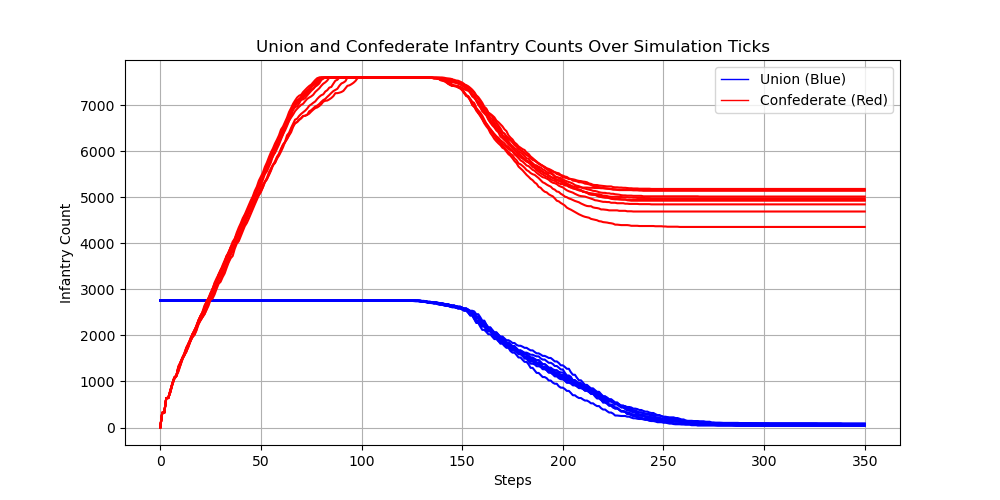 Union and Confederate Infantry Counts Over Simulation Ticks
Union (Blue)
Confederate (Red)
Infantry Count
7000
6000
5000
4000
3000
2000
1000
0
0 50 100 150 200 250 300 350
Steps